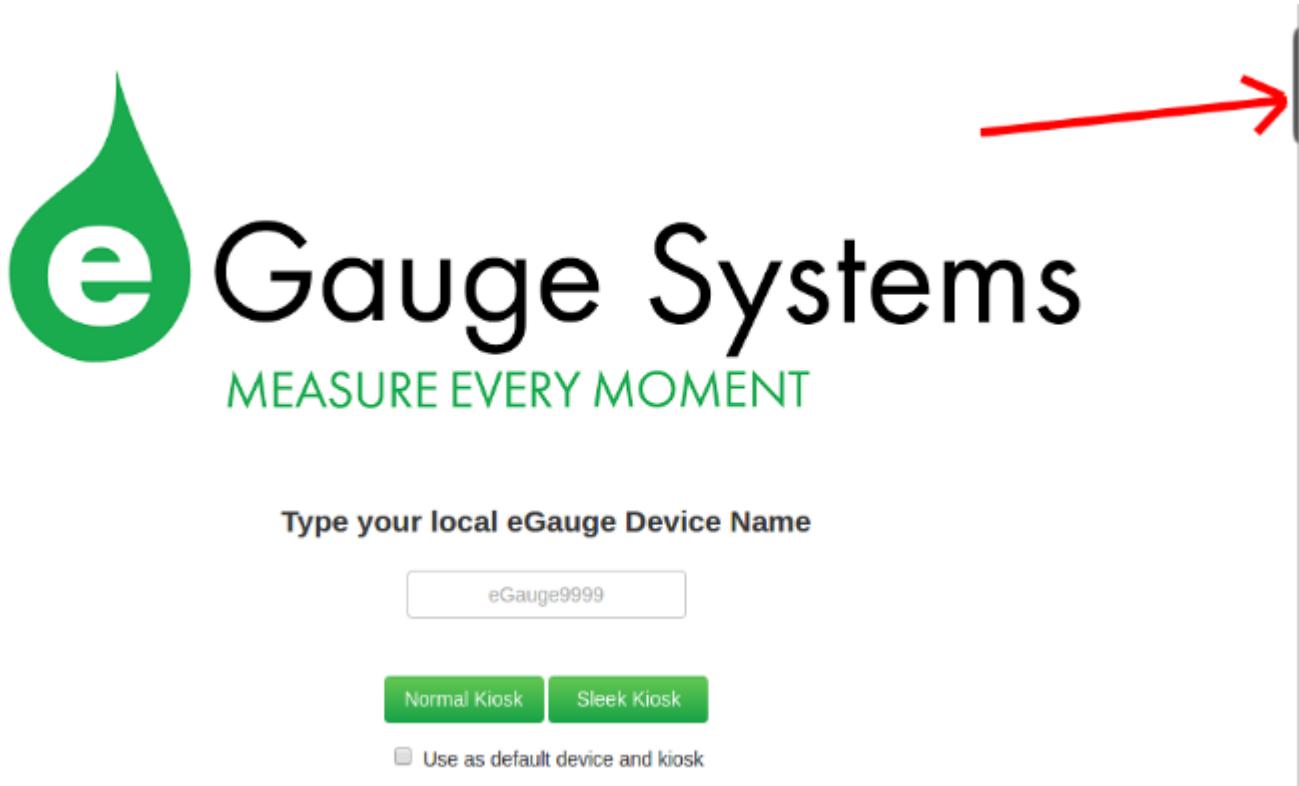 e Gauge Systems
MEASURE EVERY MOMENT
Type your local eGauge Device Name
eGauge9999
Normal Kiosk Sleek Kiosk
Use as default device and kiosk